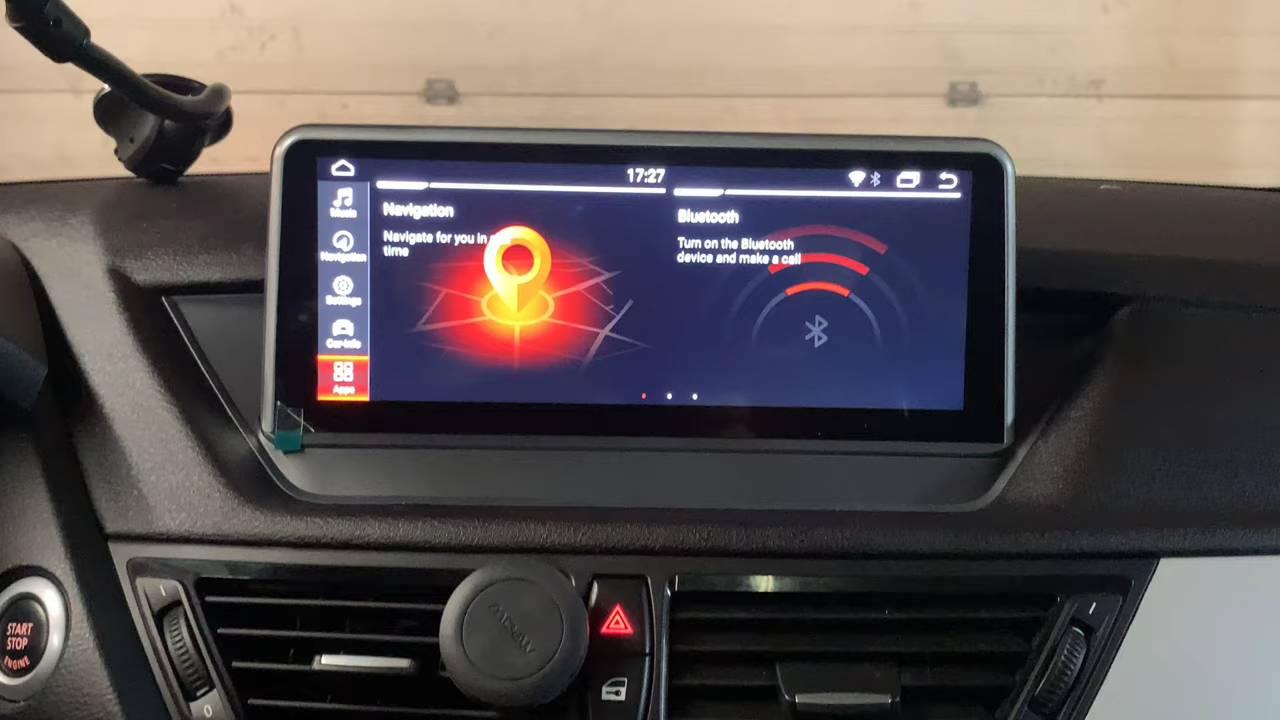 17:27
Music
Navigation
Settings
Car-Info
Apps
Navigation
Navigate for you in
time
Bluetooth
Turn on the Bluetooth
device and make a call
START
STOP
ENGINE
I
O
I